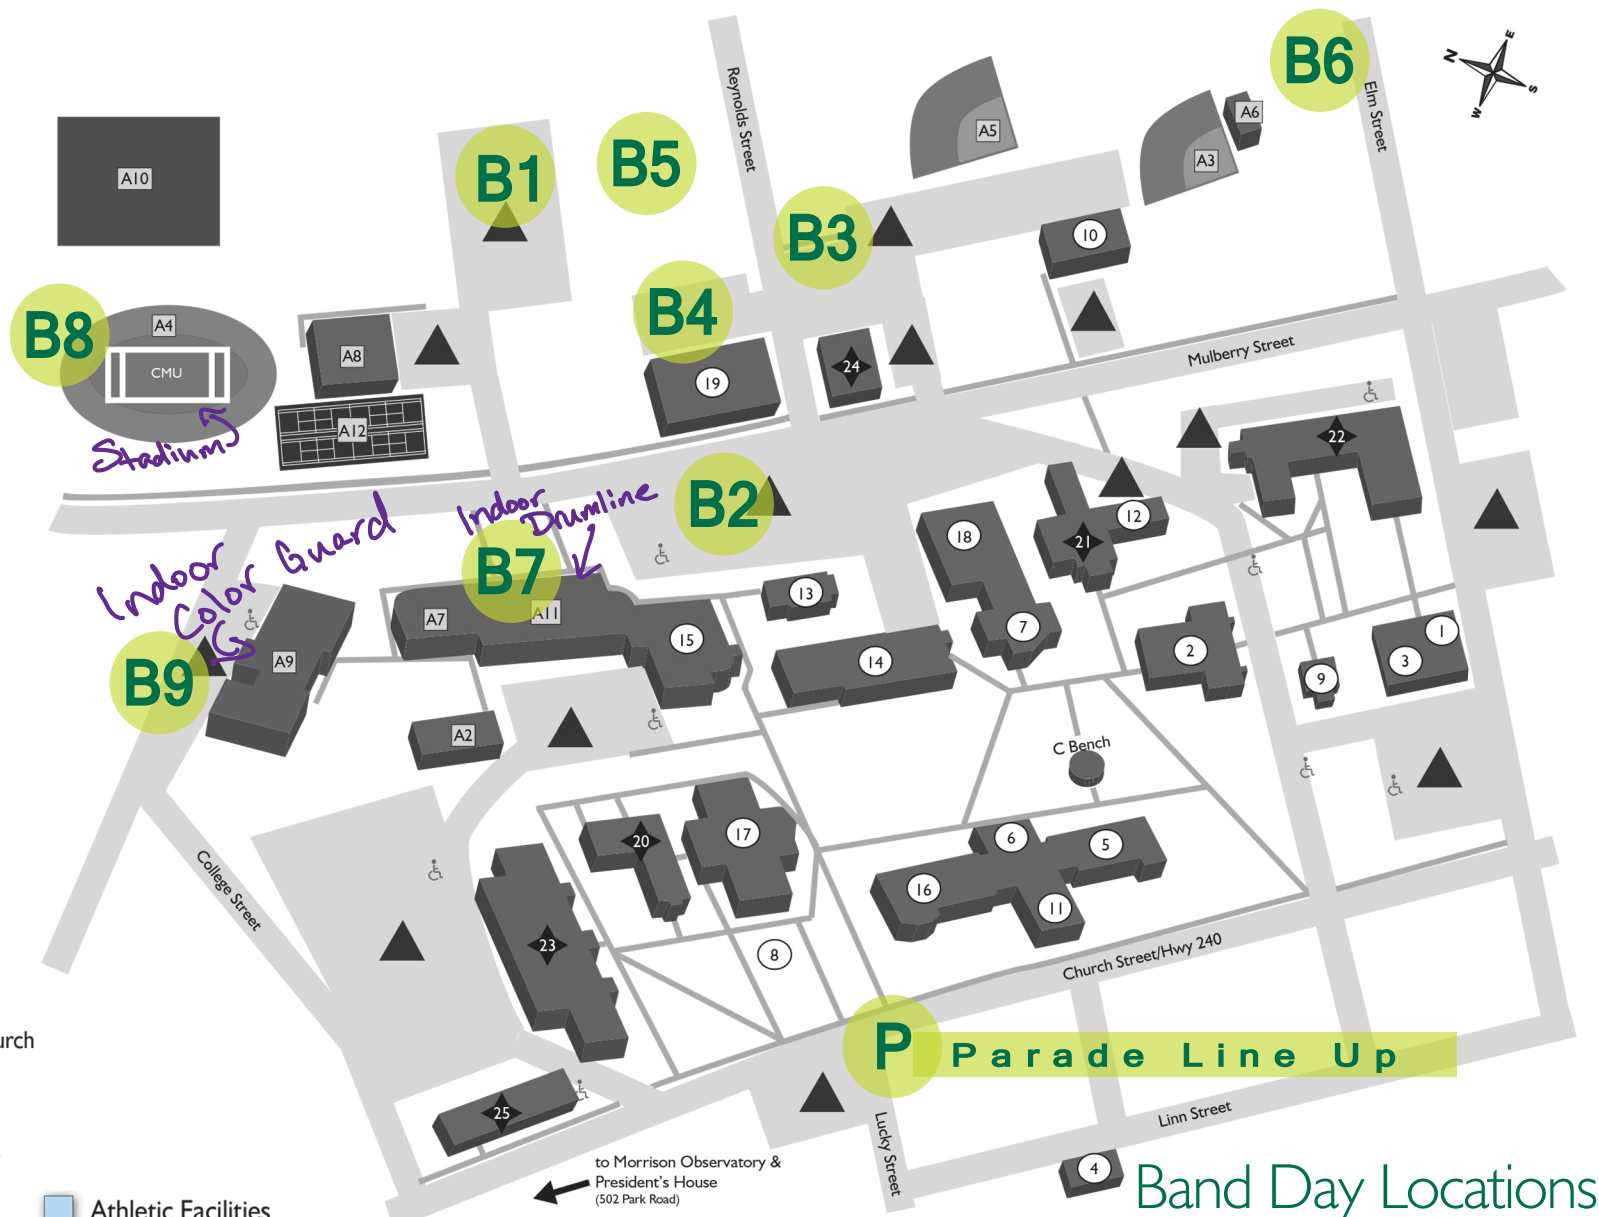 B6
N
E
S
W
Reynolds Street
Elm Street
A5
A6
A3
A10
B1
B5
B3
10
B4
B8
A4
CMU
A8
19
24
Mulberry Street
A12
Stadium
22
B2
Indoor
Drumline
Indoor
Color Guard
B7
18
12
21
13
A7
A11
15
14
7
2
1
3
9
A9
B9
A2
C Bench
20
17
6
5
16
11
College Street
23
8
Church Street/Hwy 240
P
Parade Line Up
urch
25
Lucky Street
Linn Street
4
to Morrison Observatory &
President's House
(502 Park Road)
Band Day Locations
Athletic Facilities